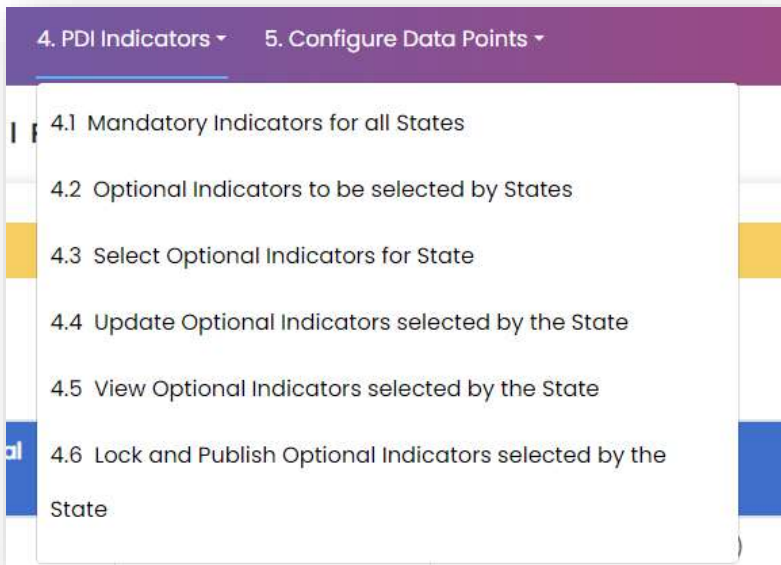 4. PDI Indicators 5. Configure Data Points
4.1 Mandatory Indicators for all States
4.2 Optional Indicators to be selected by States
4.3 Select Optional Indicators for State
4.4 Update Optional Indicators selected by the State
4.5 View Optional Indicators selected by the State
al
4.6 Lock and Publish Optional Indicators selected by the
State
)